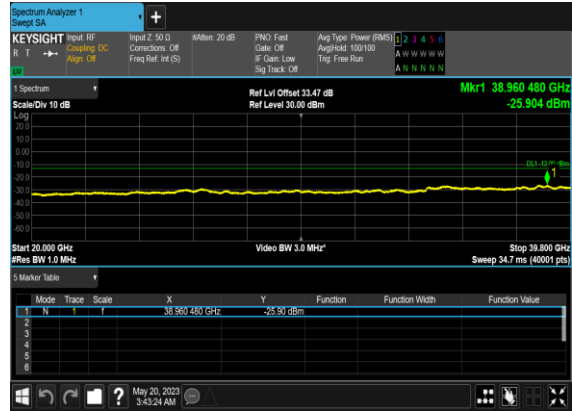 Spectrum Analyzer 1
Swept SA
+
KEYSIGHT
R T
Input: RF
Coupling: DC
Align: Off
Input Z: 50 Ω
Corrections: Off
Freq Ref: Int (S)
#Atten: 20 dB
PNO: Fast
Gate: Off
IF Gain: Low
Sig Track: Off
Avg Type: Power (RMS)
Avg|Hold: 100/100
Trig: Free Run
1 2 3 4 5 6
A W W W W W
A N N N N N
1 Spectrum
Scale/Div 10 dB
Ref Lvl Offset 33.47 dB
Ref Level 30.00 dBm
Mkr1 38.960 480 GHz
-25.904 dBm
Log
20.0
10.0
0.00
-10.0
-20.0
-30.0
-40.0
-50.0
-60.0
DL1 -13.00 dBm
1
Start 20.000 GHz
#Res BW 1.0 MHz
Video BW 3.0 MHz*
Stop 39.800 GHz
Sweep 34.7 ms (40001 pts)
5 Marker Table
Mode Trace Scale X Y Function Function Width Function Value
1 N 1 f 38.960 480 GHz -25.90 dBm
2
3
4
5
6
?
May 20, 2023
3:43:24 AM